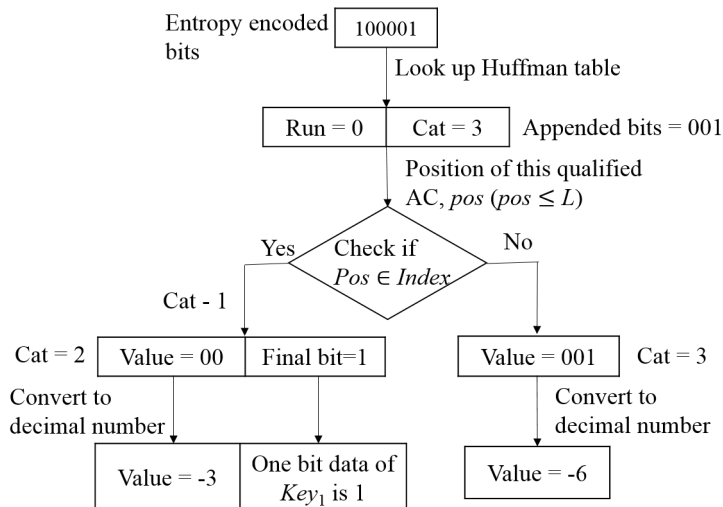 Entropy encoded
bits
100001
Look up Huffman table
Run = 0
Cat = 3
Appended bits = 001
Position of this qualified
AC, pos (pos ≤ L)
Yes
Check if
Pos ∈ Index
No
Cat - 1
Cat = 2
Value = 00
Final bit=1
Value = 001
Cat = 3
Convert to
decimal number
Convert to
decimal number
Value = -3
One bit data of
Key₁ is 1
Value = -6